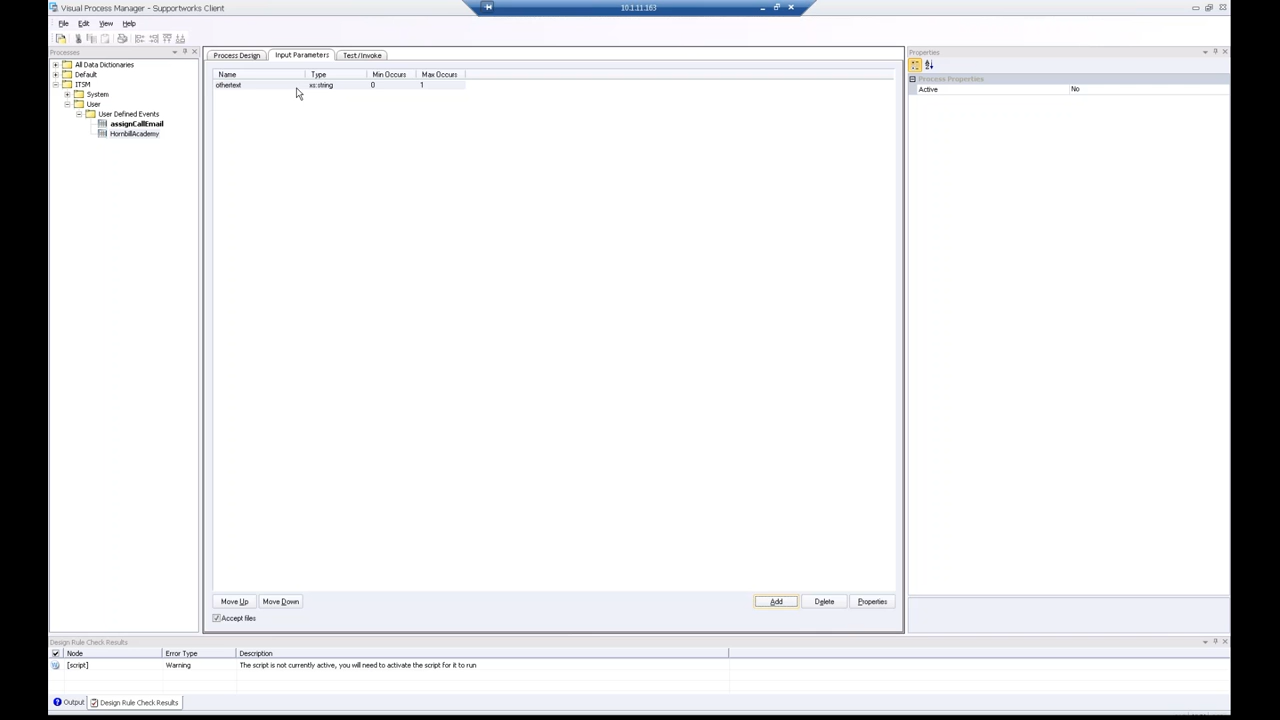 Visual Process Manager - Supportworks Client
10.1.11.163
File Edit View Help
Processes
All Data Dictionaries
Default
ITSM
System
User
User Defined Events
assignCallEmail
HornbillAcademy
Process Design Input Parameters Test/Invoke
Name Type Min Occurs Max Occurs
othertext xs:string 0 1
Move Up Move Down Add Delete Properties
Accept files
Properties
Process Properties
Active No
Design Rule Check Results
Node Error Type Description
[script] Warning The script is not currently active, you will need to activate the script for it to run
Output Design Rule Check Results